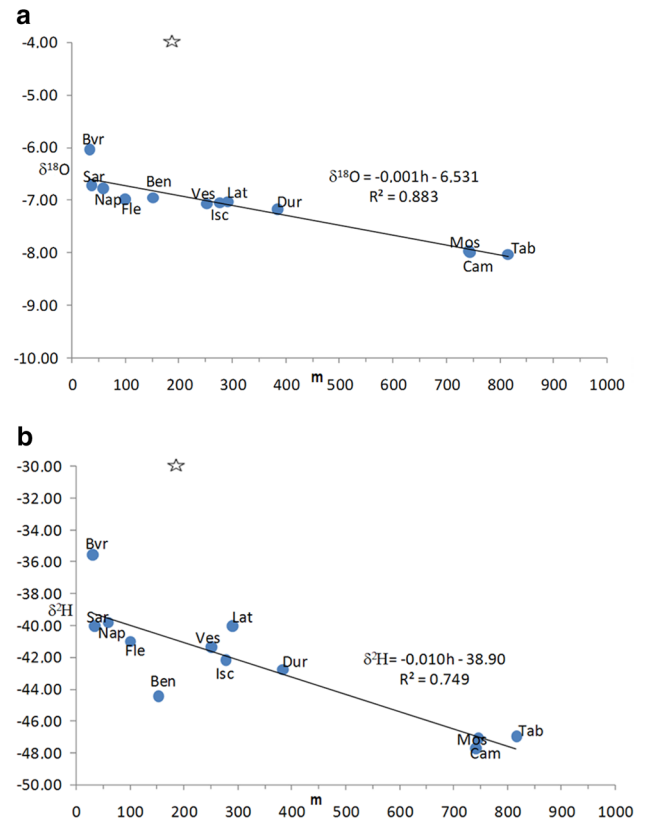 a
-4.00
-5.00
Bvr
-6.00
δ18O
Sar
Ben
δ18O = -0,001h - 6,531
Ves
Lat
R² = 0.883
-7.00
Nap
Fle
Isc
Dur
Mos
Tab
-8.00
Cam
-9.00
-10.00
m
0 100 200 300 400 500 600 700 800 900 1000
b
-30.00
-32.00
-34.00
Bvr
-36.00
-38.00
δ2H
Sar
Lat
-40.00
Nap
Ves
Fle
δ2H= -0.010h - 38.90
-42.00
Isc
Dur
R² = 0.749
Ben
-44.00
-46.00
Mos
Tab
-48.00
Cam
-50.00
m
0 100 200 300 400 500 600 700 800 900 1000